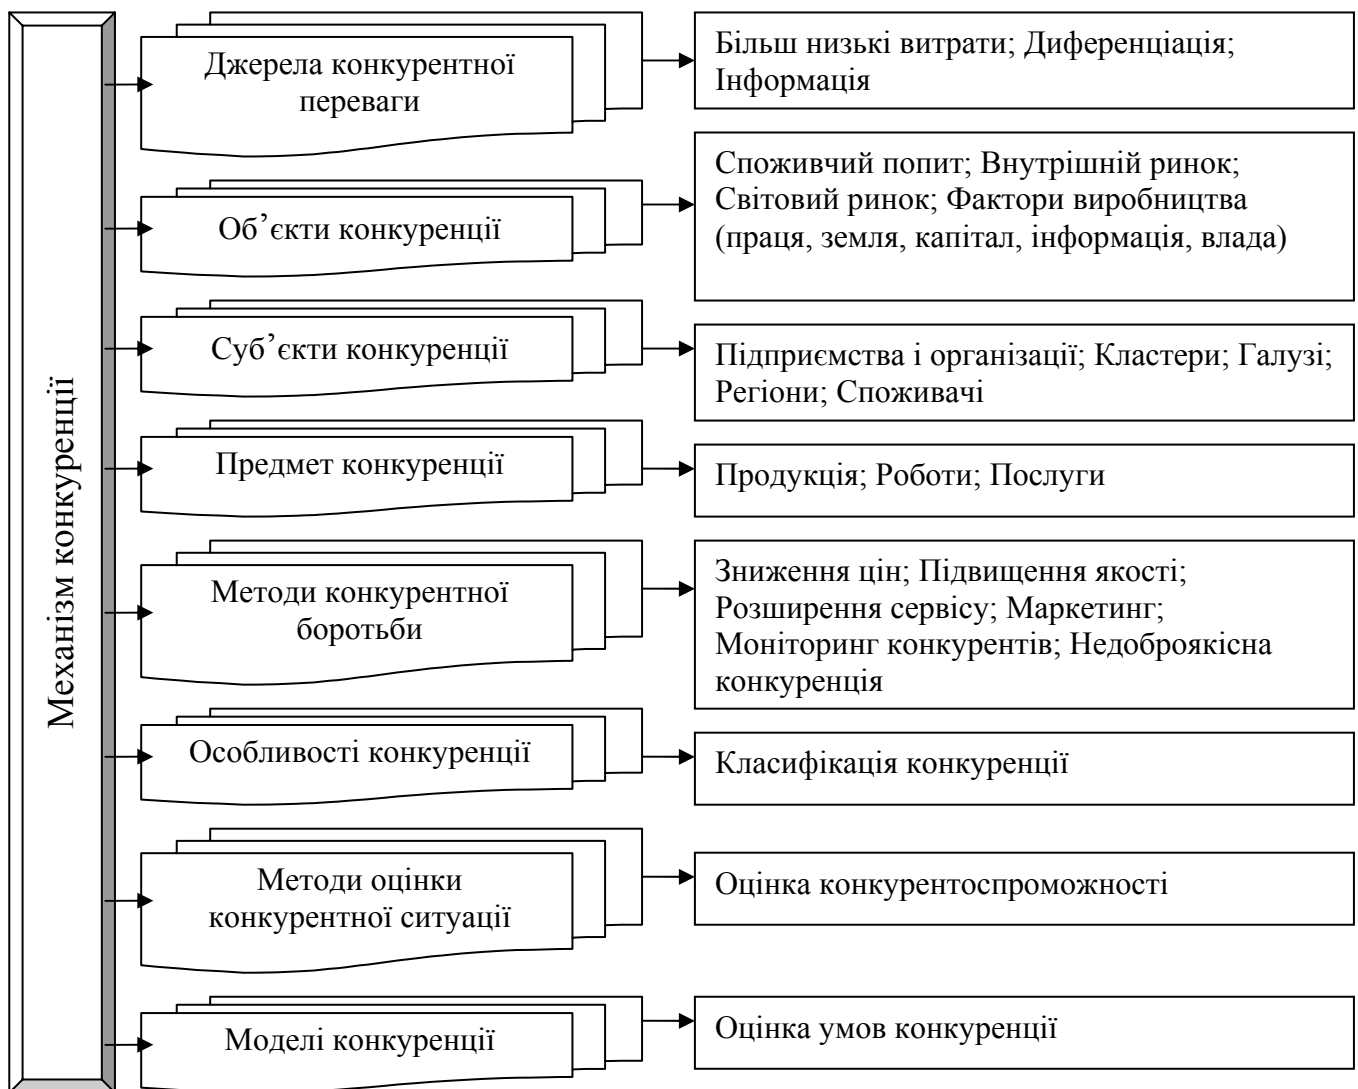 Механізм конкуренції
Джерела конкурентної
переваги
Більш низькі витрати; Диференціація;
Інформація
Об’єкти конкуренції
Споживчий попит; Внутрішній ринок;
Світовий ринок; Фактори виробництва
(праця, земля, капітал, інформація, влада)
Суб’єкти конкуренції
Підприємства і організації; Кластери; Галузі;
Регіони; Споживачі
Предмет конкуренції
Продукція; Роботи; Послуги
Методи конкурентної
боротьби
Зниження цін; Підвищення якості;
Розширення сервісу; Маркетинг;
Моніторинг конкурентів; Недоброякісна
конкуренція
Особливості конкуренції
Класифікація конкуренції
Методи оцінки
конкурентної ситуації
Оцінка конкурентоспроможності
Моделі конкуренції
Оцінка умов конкуренції